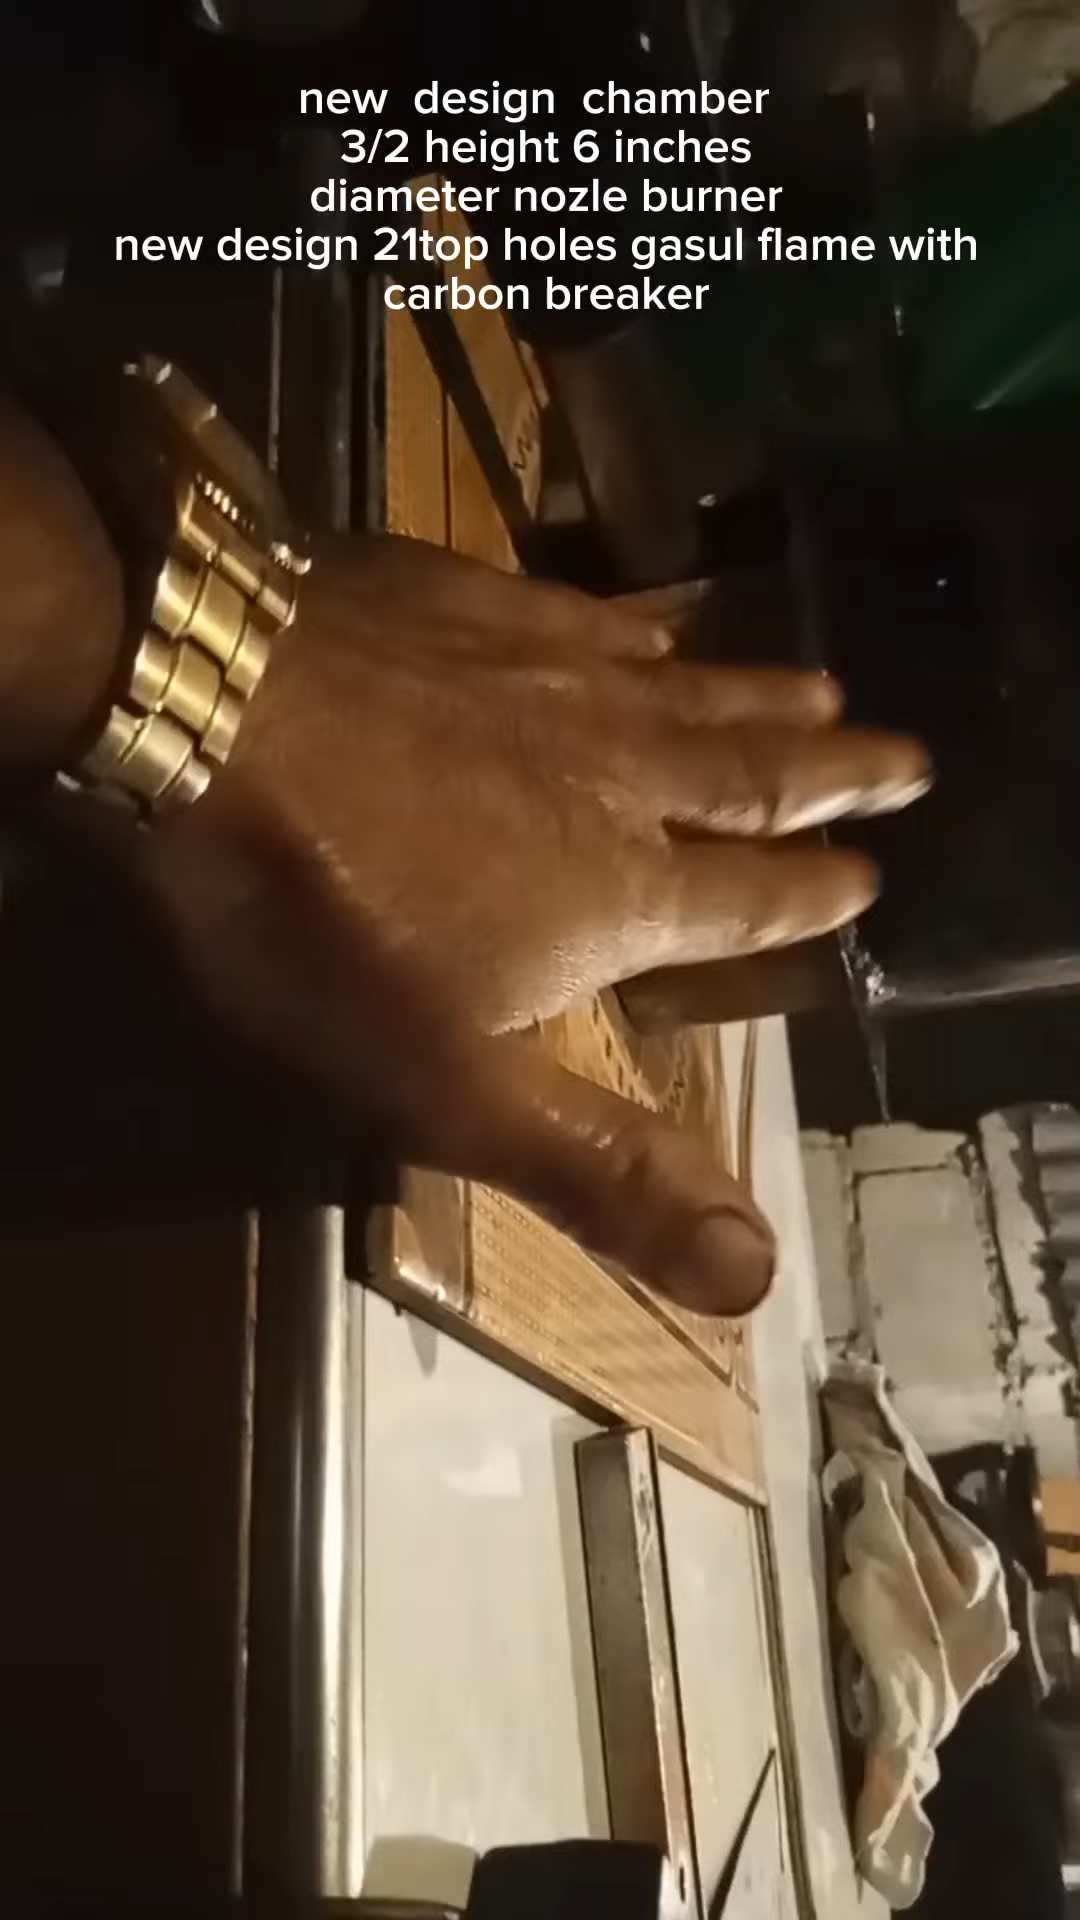 new design chamber
3/2 height 6 inches
diameter nozle burner
new design 21top holes gasul flame with
carbon breaker